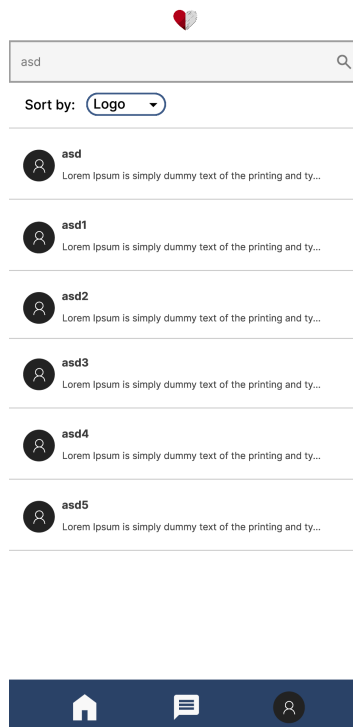 asd
Sort by: Logo
asd
Lorem Ipsum is simply dummy text of the printing and ty...
asd1
Lorem Ipsum is simply dummy text of the printing and ty...
asd2
Lorem Ipsum is simply dummy text of the printing and ty...
asd3
Lorem Ipsum is simply dummy text of the printing and ty...
asd4
Lorem Ipsum is simply dummy text of the printing and ty...
asd5
Lorem Ipsum is simply dummy text of the printing and ty...